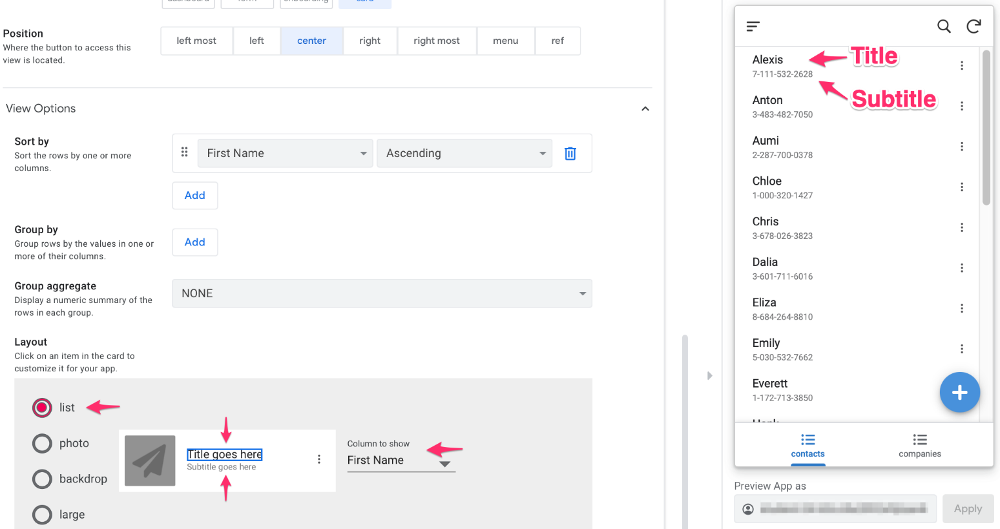 dashboard form onboarding card
Position
Where the button to access this
view is located.
left most left center right right most menu ref
View Options
Sort by
Sort the rows by one or more
columns.
First Name Ascending
Add
Group by
Group rows by the values in one or
more of their columns.
Add
Group aggregate
Display a numeric summary of the
rows in each group.
NONE
Layout
Click on an item in the card to
customize it for your app.
list
photo
backdrop
large
Title goes here
Subtitle goes here
Column to show
First Name
Alexis
7-111-532-2628
Title
Subtitle
Anton
3-483-482-7050
Aumi
2-287-700-0378
Chloe
1-000-320-1427
Chris
3-678-026-3823
Dalia
3-601-711-6016
Eliza
8-684-264-8810
Emily
5-030-532-7662
Everett
1-172-713-3850
contacts companies
Preview App as
Apply